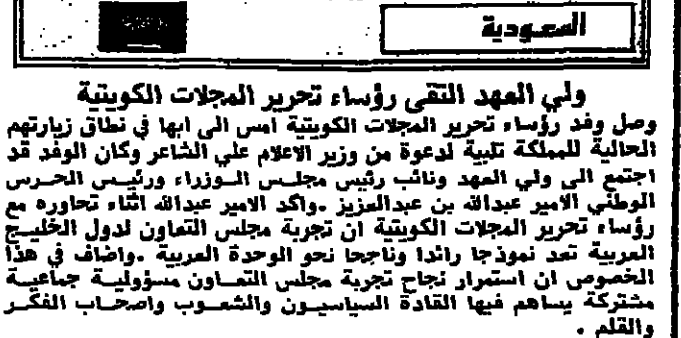 السعودية
ولي العهد التقى رؤساء تحرير المجلات الكويتية
وصل وفد رؤساء تحرير المجلات الكويتية امس الى ابها في نطاق زيارتهم
الحالية للمملكة تلبية لدعوة من وزير الاعلام علي الشاعر وكان الوفد قد
اجتمع الى ولي العهد ونائب رئيس مجلس الوزراء ورئيس الحرس
الوطني الامير عبدالله بن عبدالعزيز .واكد الامير عبدالله اثناء تحاوره مع
رؤساء تحرير المجلات الكويتية ان تجربة مجلس التعاون لدول الخليج
العربية تعد نموذجا رائدا وناجحا نحو الوحدة العربية .واضاف في هذا
الخصوص ان استمرار نجاح تجربة مجلس التعاون مسؤولية جماعية
مشتركة يساهم فيها القادة السياسيون والشعوب واصحاب الفكر
والقلم .